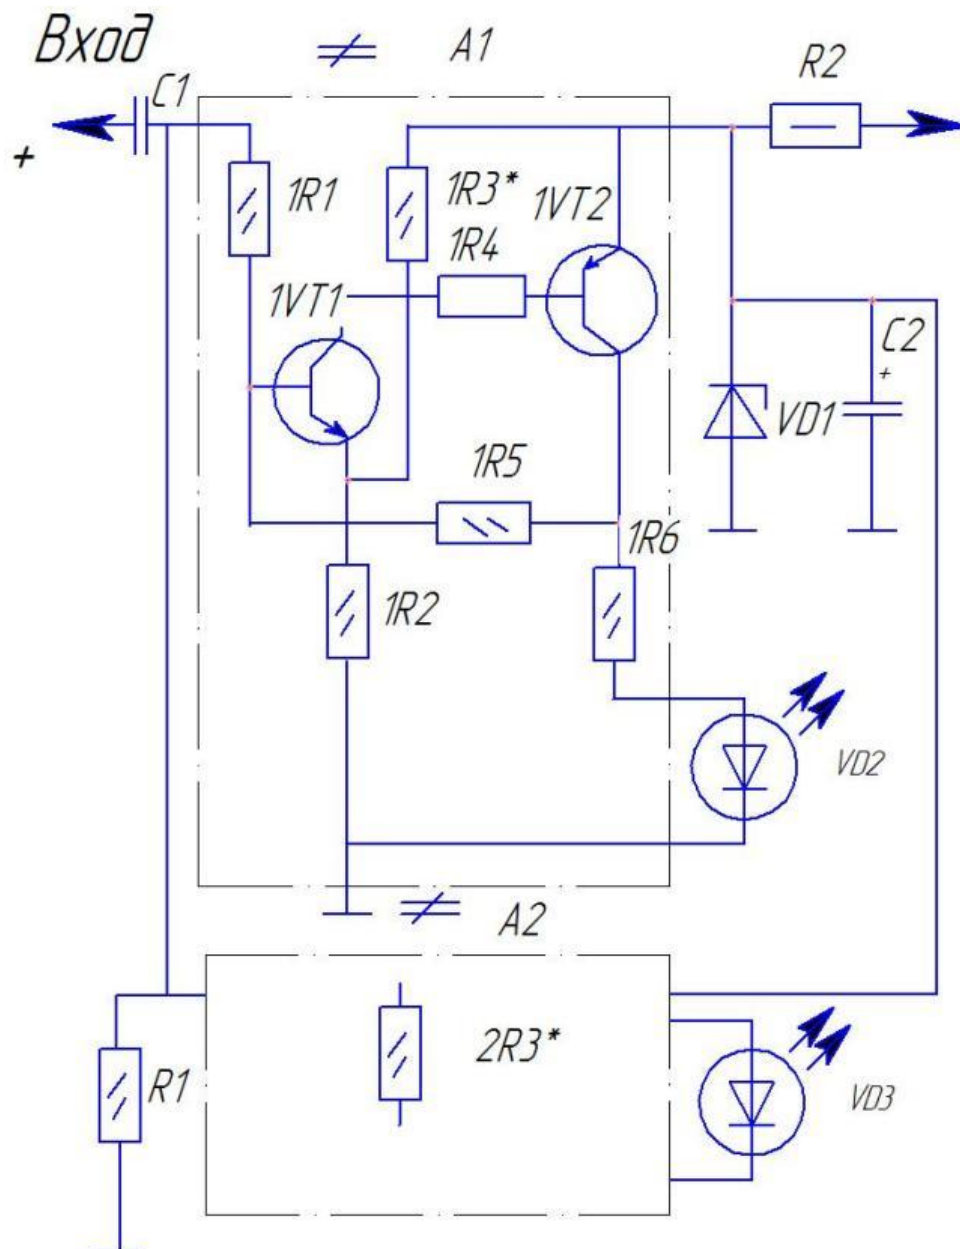 Вход
A1
R2
C1
+
1R1
1R3*
1VT2
1R4
1VT1
C2
+
VD1
1R5
1R6
1R2
VD2
A2
2R3*
R1
VD3